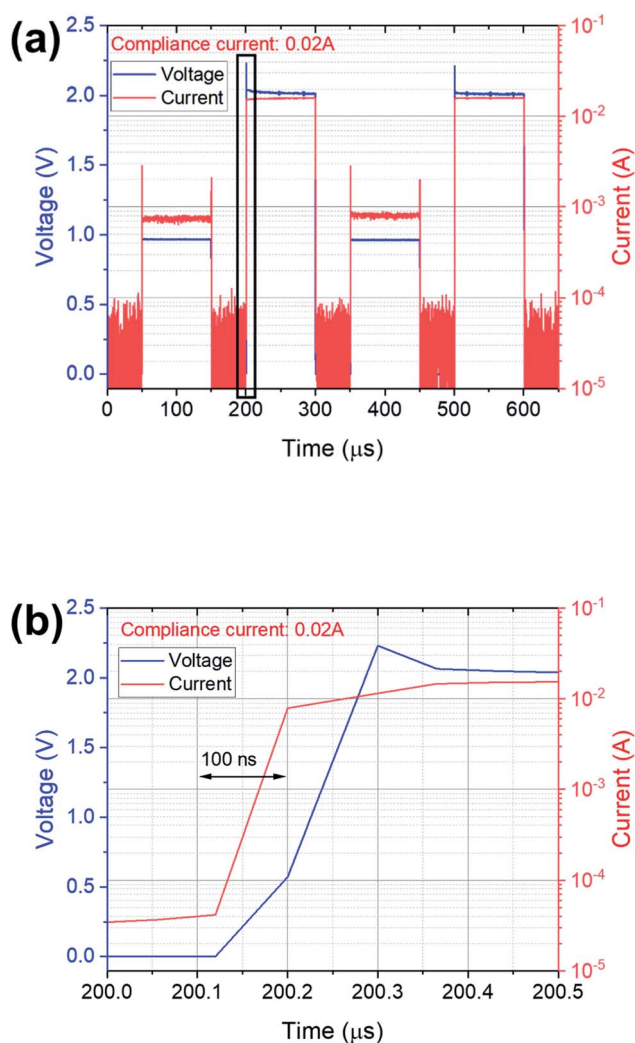 (a)
Compliance current: 0.02A
Voltage
Current
2.5
2.0
1.5
1.0
0.5
0.0
Voltage (V)
10⁻¹
10⁻²
10⁻³
10⁻⁴
10⁻⁵
Current (A)
0 100 200 300 400 500 600
Time (μs)
(b)
Compliance current: 0.02A
Voltage
Current
100 ns
2.5
2.0
1.5
1.0
0.5
0.0
Voltage (V)
10⁻¹
10⁻²
10⁻³
10⁻⁴
10⁻⁵
Current (A)
200.0 200.1 200.2 200.3 200.4 200.5
Time (μs)